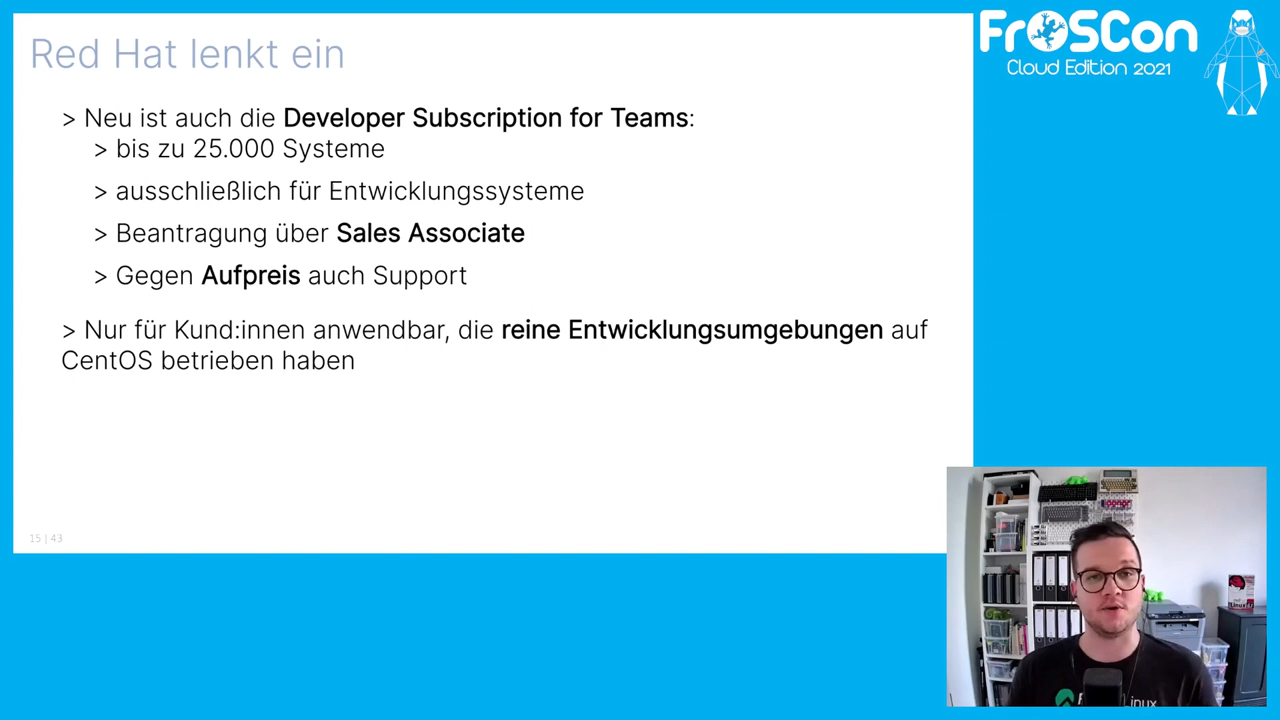 Red Hat lenkt ein
> Neu ist auch die Developer Subscription for Teams:
> bis zu 25.000 Systeme
> ausschließlich für Entwicklungssysteme
> Beantragung über Sales Associate
> Gegen Aufpreis auch Support
> Nur für Kund:innen anwendbar, die reine Entwicklungsumgebungen auf
CentOS betrieben haben
15 | 43
FrOSCon
Cloud Edition 2021
Linux